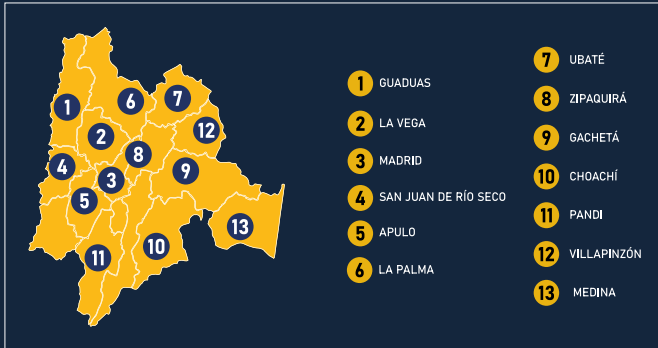 1
6
7
2
12
8
4
3
9
5
13
10
11
1 GUADUAS
2 LA VEGA
3 MADRID
4 SAN JUAN DE RÍO SECO
5 APULO
6 LA PALMA
7 UBATÉ
8 ZIPAQUIRÁ
9 GACHETÁ
10 CHOACHÍ
11 PANDI
12 VILLAPINZÓN
13 MEDINA